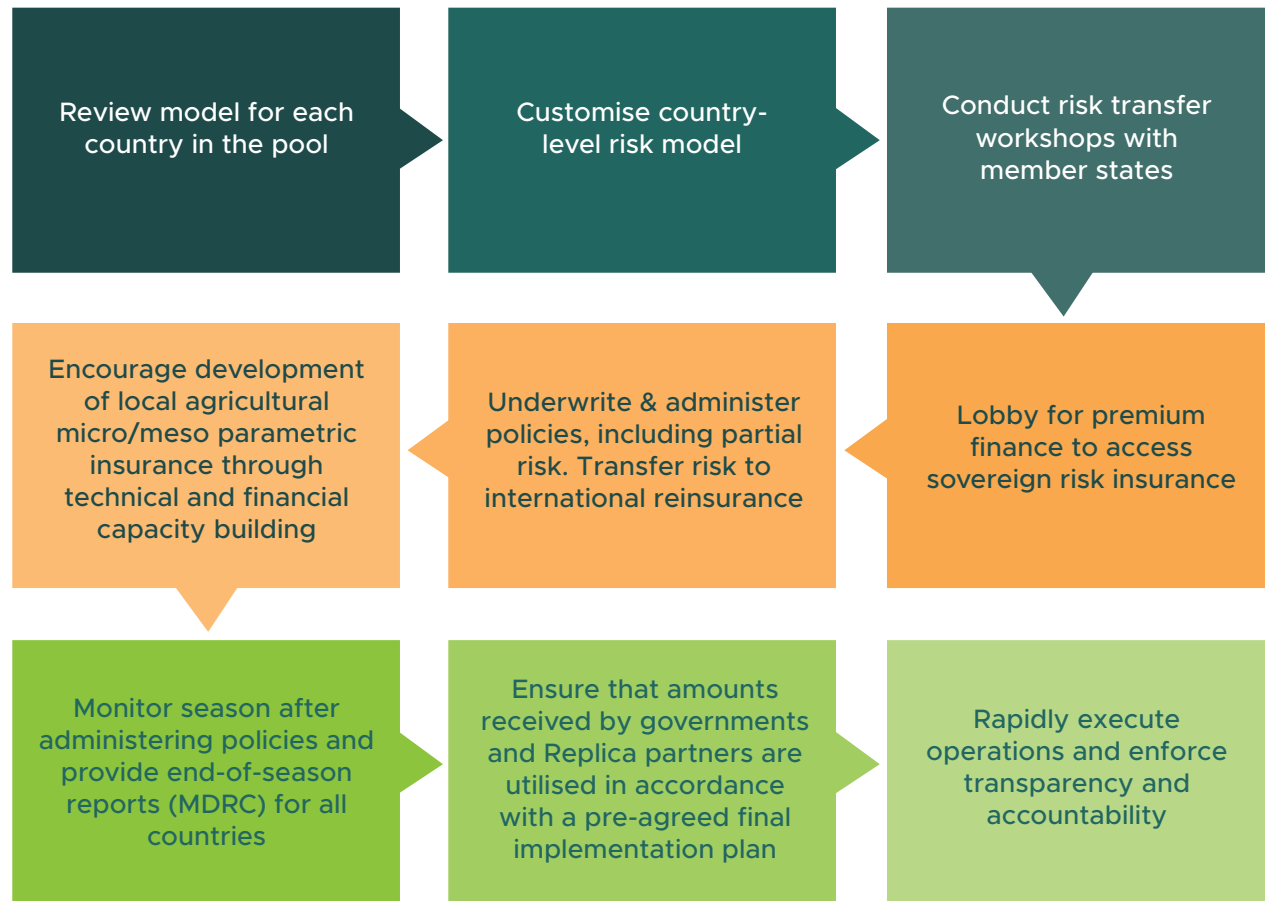 Review model for each
country in the pool
Customise country-
level risk model
Conduct risk transfer
workshops with
member states
Lobby for premium
finance to access
sovereign risk insurance
Underwrite & administer
policies, including partial
risk. Transfer risk to
international reinsurance
Encourage development
of local agricultural
micro/meso parametric
insurance through
technical and financial
capacity building
Monitor season after
administering policies and
provide end-of-season
reports (MDRC) for all
countries
Ensure that amounts
received by governments
and Replica partners are
utilised in accordance
with a pre-agreed final
implementation plan
Rapidly execute
operations and enforce
transparency and
accountability